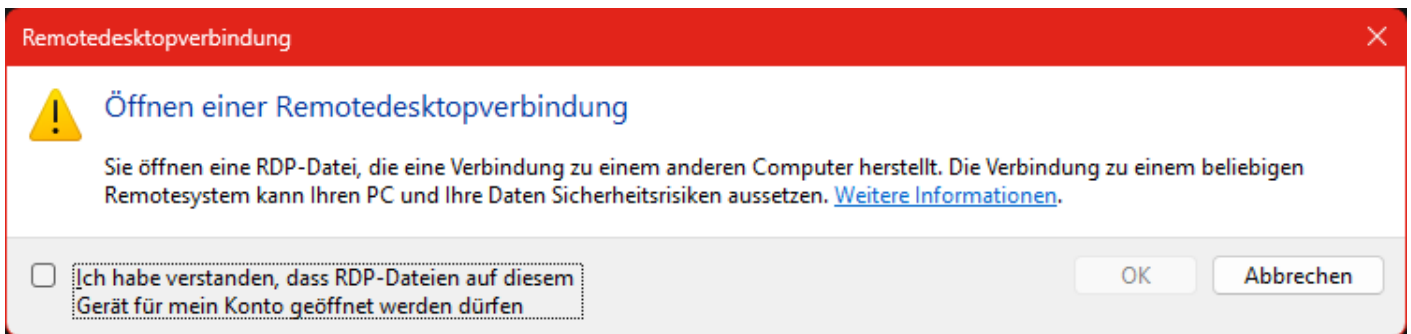 Remotedesktopverbindung
Öffnen einer Remotedesktopverbindung
Sie öffnen eine RDP-Datei, die eine Verbindung zu einem anderen Computer herstellt. Die Verbindung zu einem beliebigen
Remotesystem kann Ihren PC und Ihre Daten Sicherheitsrisiken aussetzen. Weitere Informationen.
Ich habe verstanden, dass RDP-Dateien auf diesem
Gerät für mein Konto geöffnet werden dürfen
OK
Abbrechen